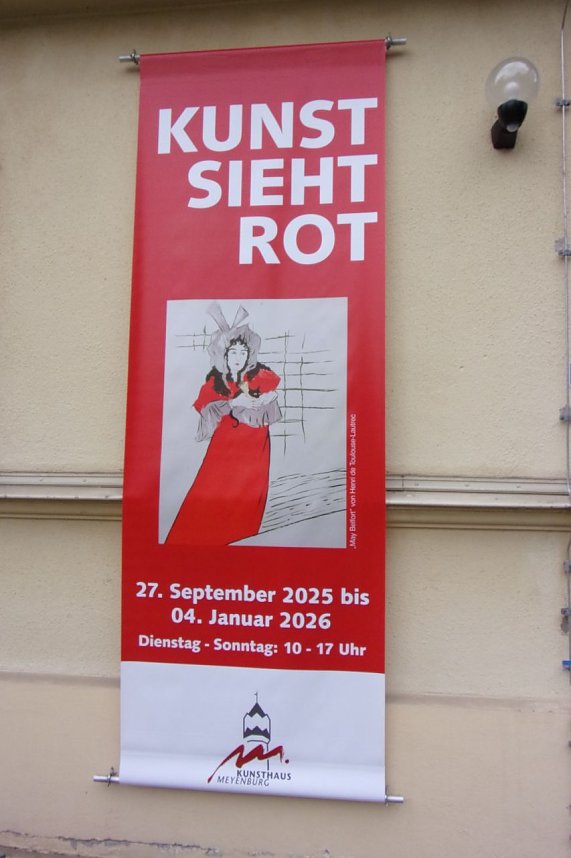 KUNST
SIEHT
ROT
„May Belfort“ von Henri de Toulouse-Lautrec
27. September 2025 bis
04. Januar 2026
Dienstag - Sonntag: 10 - 17 Uhr
KUNSTHAUS
MEYENBURG